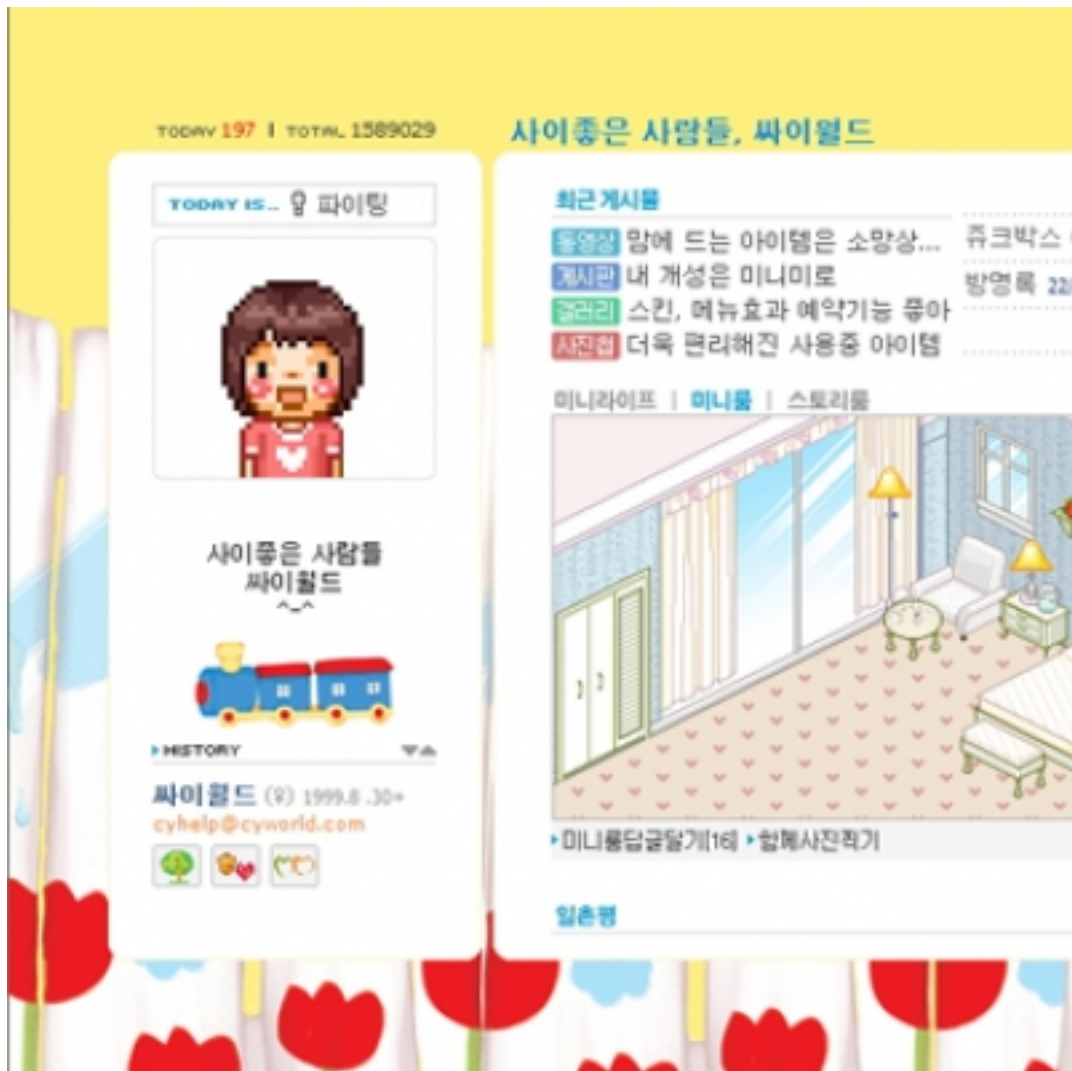 TODAY 197 | TOTAL 1589029
사이좋은 사람들, 싸이월드
TODAY IS.. 파이팅
사이좋은 사람들
싸이월드
^_^
HISTORY
싸이월드 (우) 1999.8.30
cyhelp@cyworld.com
최근 게시물
동영상 맘에 드는 아이템은 소망상...
게시판 내 개성은 미니미로
갤러리 스킨, 메뉴효과 예약기능 좋아
사진첩 더욱 편리해진 사용중 아이템
쥬크박스
방명록
미니라이프 | 미니룸 | 스토리룸
미니룸답글달기[16] 함께사진찍기
일촌평